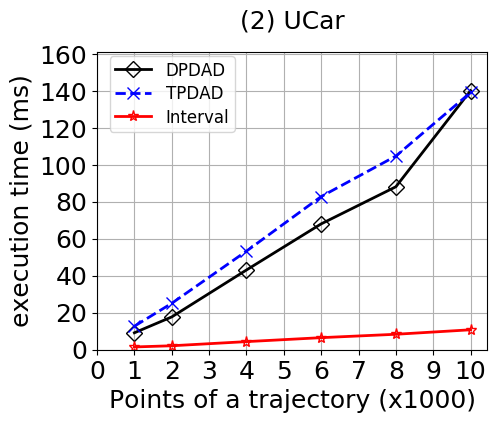 (2) UCar
execution time (ms)
160
140
120
100
80
60
40
20
0
DPDAD
TPDAD
Interval
0 1 2 3 4 5 6 7 8 9 10
Points of a trajectory (x1000)